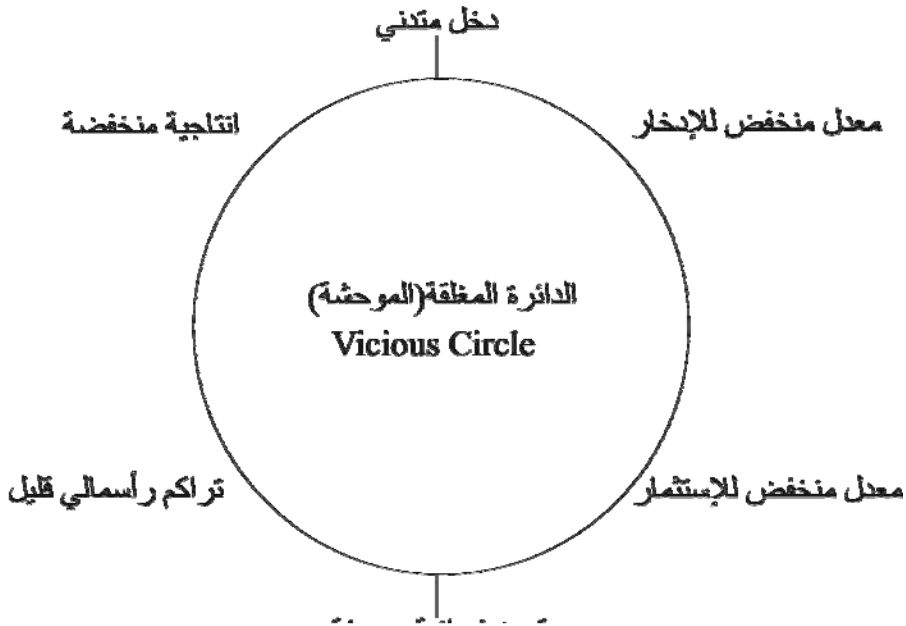 دخل متدني
انتاجية منخفضة
معدل منخفض للإدخار
الدائرة المغلقة(الموحشة)
Vicious Circle
تراكم رأسمالي قليل
معدل منخفض للإستثمار